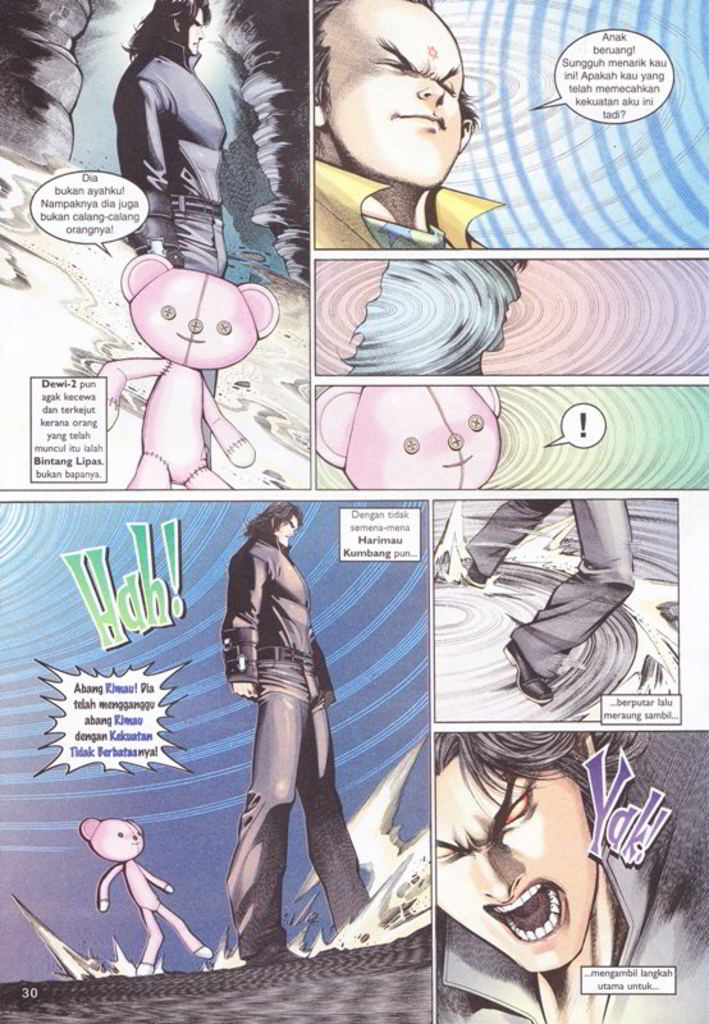 Dia
bukan ayahku!
Nampaknya dia juga
bukan calang-calang
orangnya!
Dewi-2 pun
agak kecewa
dan terkejut
kerana orang
yang telah
muncul itu ialah
Bintang Lipas,
bukan bapanya.
Anak
beruang!
Sungguh menarik kau
ini! Apakah kau yang
telah memecahkan
kekuatan aku ini
tadi?
!
Hah!
Abang Rimau! Dia
telah mengganggu
abang Rimau
dengan Kekuatan
Tidak Berbatasnya!
Dengan tidak
semena-mena
Harimau
Kumbang pun...
...berputar lalu
meraung sambil...
Yak!
...mengambil langkah
utama untuk...
30